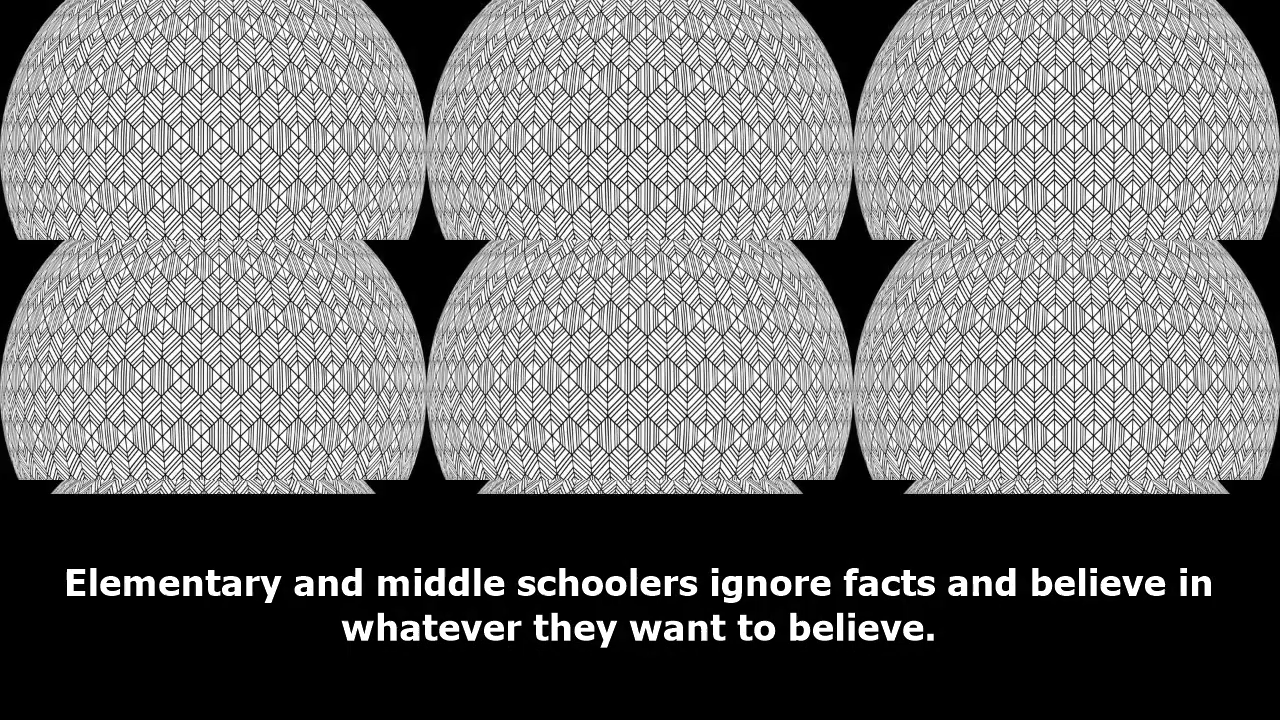 Elementary and middle schoolers ignore facts and believe in
whatever they want to believe.